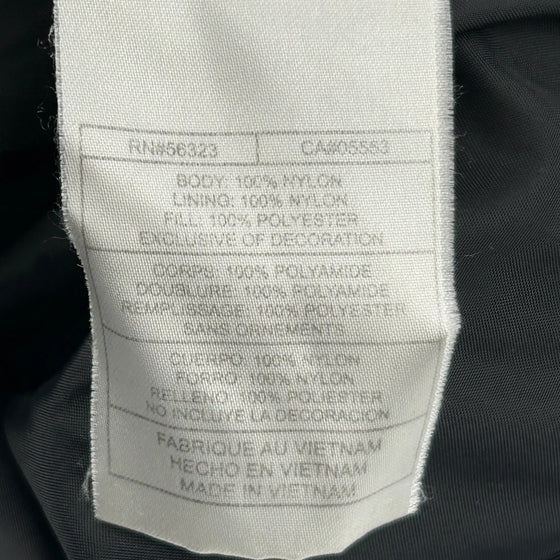 RN#56323 CA#05553
BODY: 100% NYLON
LINING: 100% NYLON
FILL: 100% POLYESTER
EXCLUSIVE OF DECORATION
CORPS: 100% POLYAMIDE
DOUBLURE: 100% POLYAMIDE
REMPLISSAGE: 100% POLYESTER
SANS ORNEMENTS
CUERPO: 100% NYLON
FORRO: 100% NYLON
RELLENO: 100% POLIESTER
NO INCLUYE LA DECORACION
FABRIQUE AU VIETNAM
HECHO EN VIETNAM
MADE IN VIETNAM